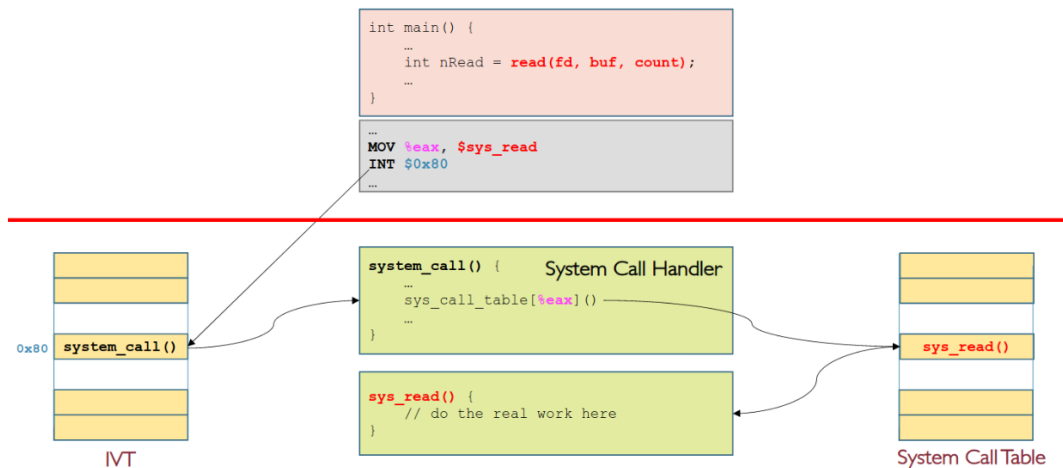 int main() {
…
int nRead = read(fd, buf, count);
…
}
…
MOV %eax, $sys_read
INT $0x80
…
system_call() {
System Call Handler
…
sys_call_table[%eax]()
…
}
0x80
system_call()
sys_read()
sys_read() {
// do the real work here
}
IVT
System Call Table